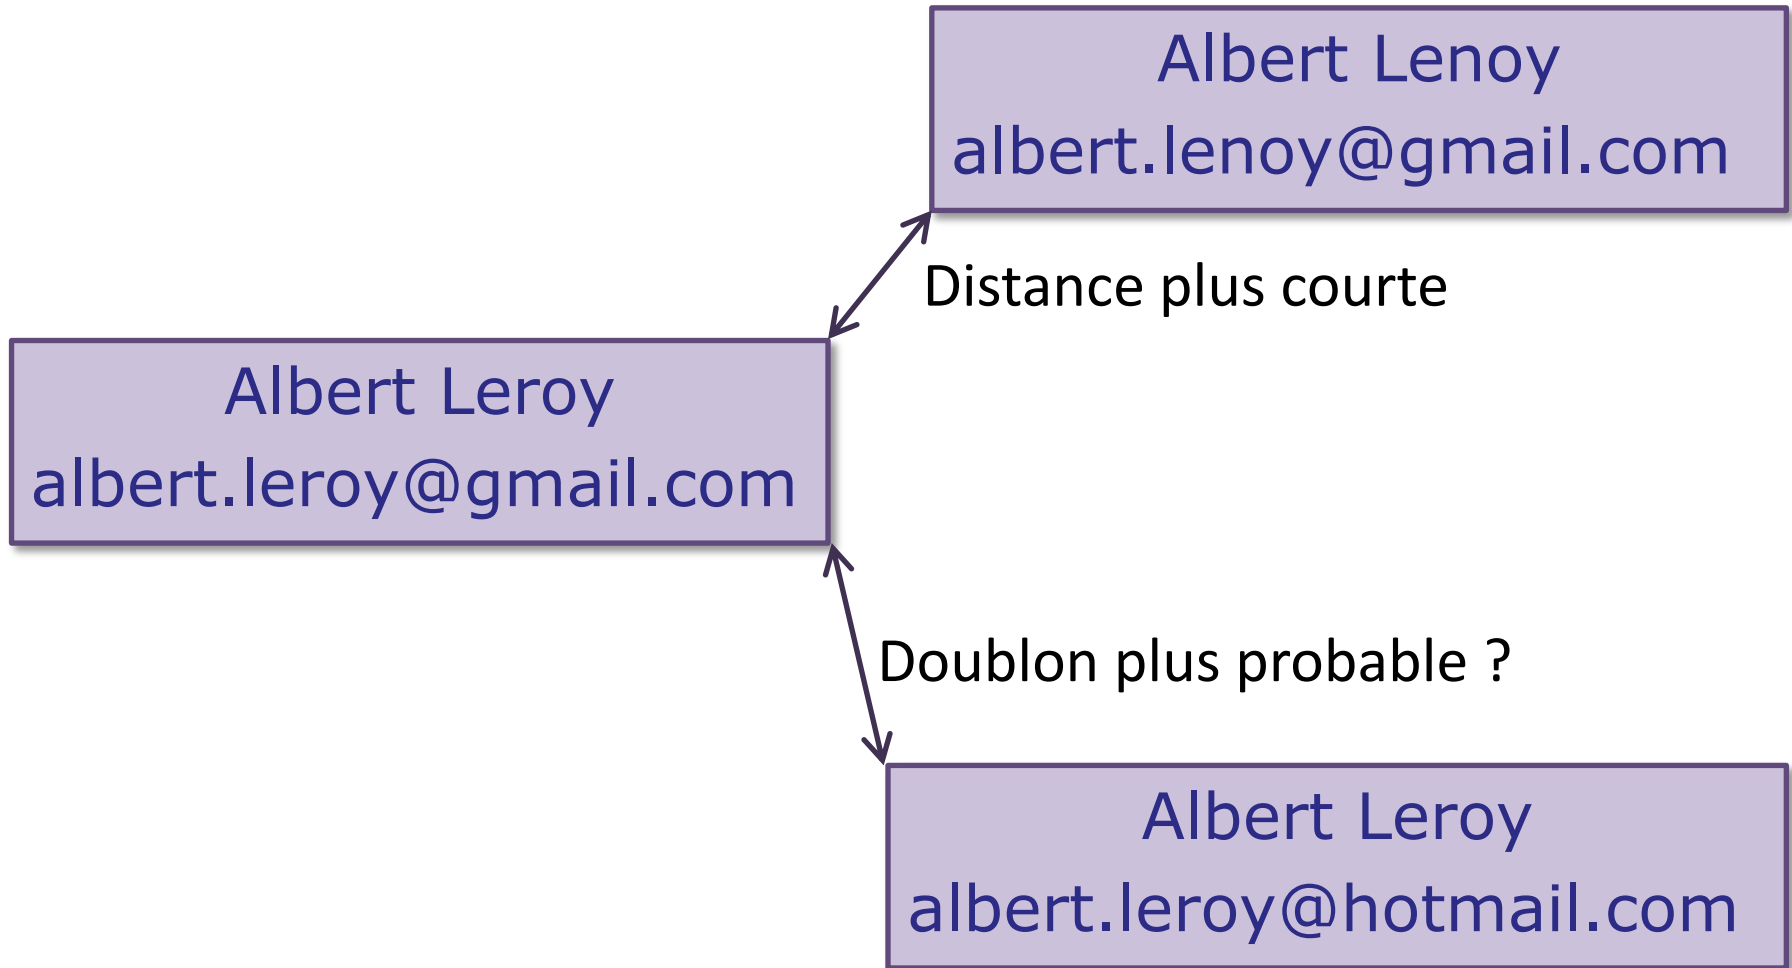 Albert Lenoy
albert.lenoy@gmail.com
Distance plus courte
Albert Leroy
albert.leroy@gmail.com
Doublon plus probable ?
Albert Leroy
albert.leroy@hotmail.com